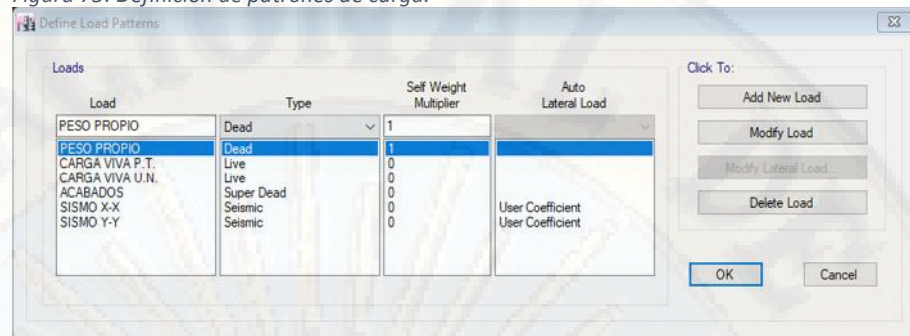 Figura 75. Definición de patrones de carga.
Define Load Patterns
Loads
Click To:
Load Type Self Weight Multiplier Auto Lateral Load
PESO PROPIO Dead 1
PESO PROPIO Dead 1
CARGA VIVA P.T. Live 0
CARGA VIVA U.N. Live 0
ACABADOS Super Dead 0
SISMO X-X Seismic 0 User Coefficient
SISMO Y-Y Seismic 0 User Coefficient
Add New Load
Modify Load
Modify Lateral Load...
Delete Load
OK Cancel